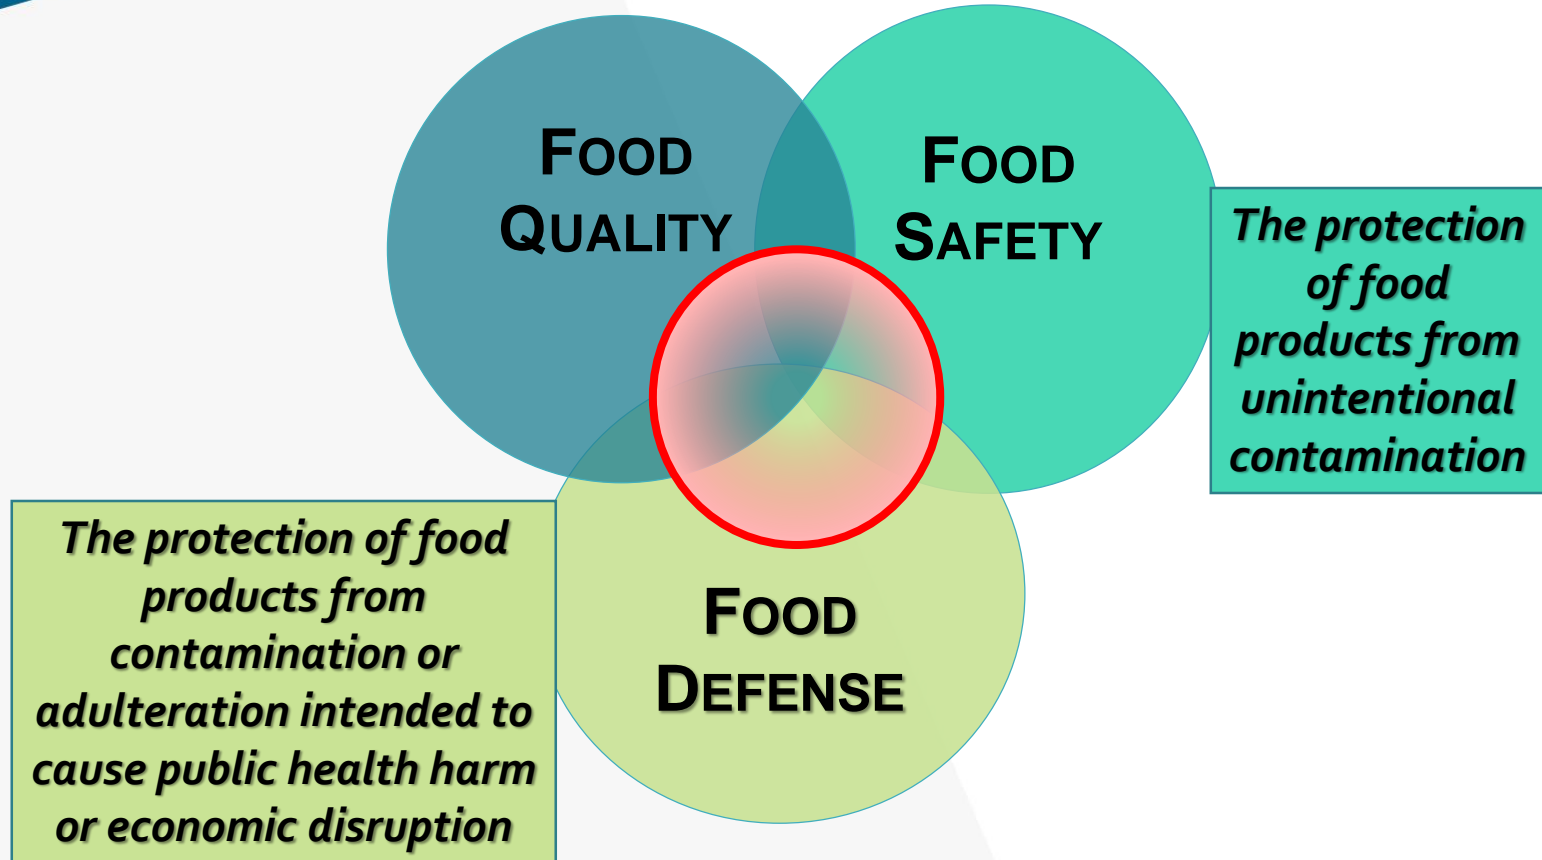 FOOD
QUALITY
FOOD
SAFETY
The protection
of food
products from
unintentional
contamination
The protection of food
products from
contamination or
adulteration intended to
cause public health harm
or economic disruption
FOOD
DEFENSE